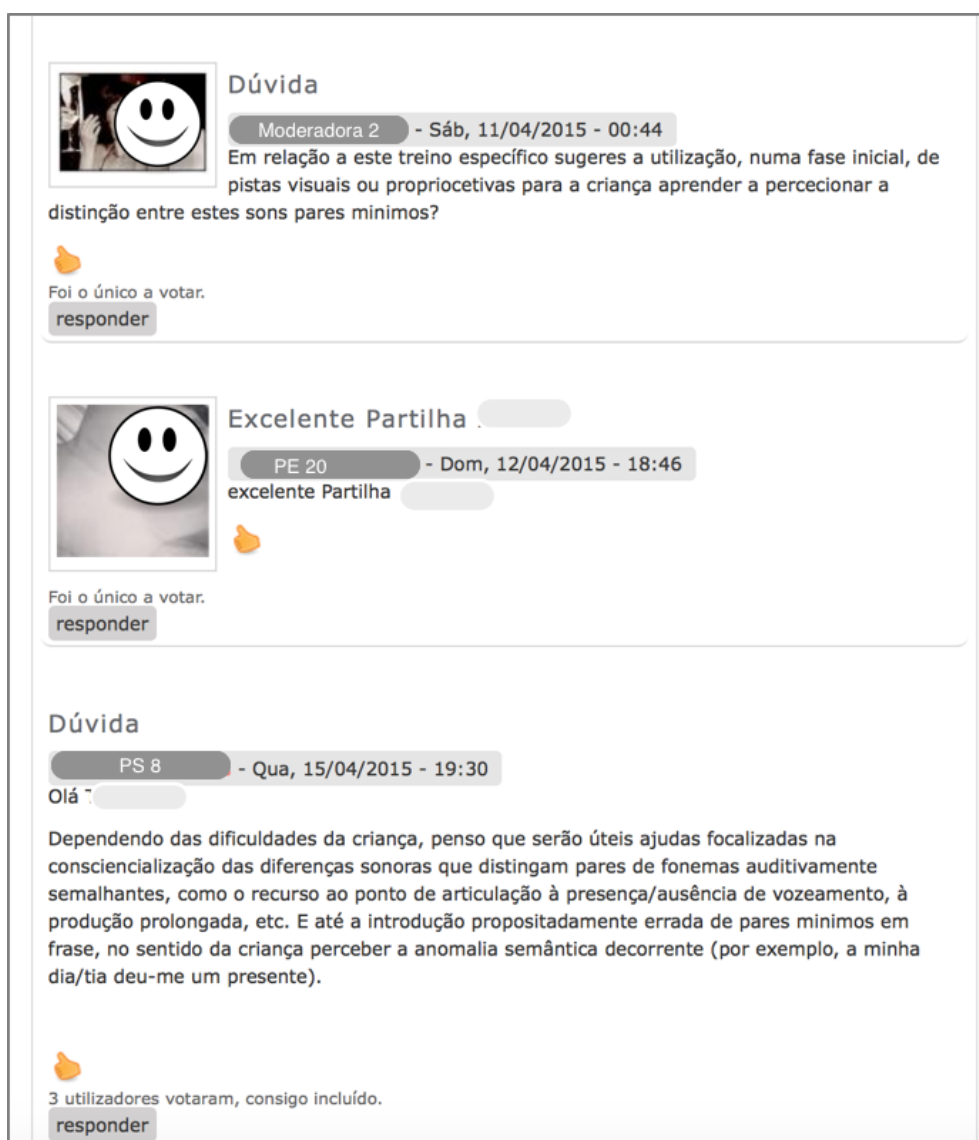 Dúvida
Moderadora 2 - Sáb, 11/04/2015 - 00:44
Em relação a este treino específico sugeres a utilização, numa fase inicial, de
pistas visuais ou propriocetivas para a criança aprender a percecionar a
distinção entre estes sons pares minimos?
Foi o único a votar.
responder
Excelente Partilha
PE 20 - Dom, 12/04/2015 - 18:46
excelente Partilha
Foi o único a votar.
responder
Dúvida
PS 8 - Qua, 15/04/2015 - 19:30
Olá
Dependendo das dificuldades da criança, penso que serão úteis ajudas focalizadas na
consciencialização das diferenças sonoras que distingam pares de fonemas auditivamente
semalhantes, como o recurso ao ponto de articulação à presença/ausência de vozeamento, à
produção prolongada, etc. E até a introdução propositadamente errada de pares minimos em
frase, no sentido da criança perceber a anomalia semântica decorrente (por exemplo, a minha
dia/tia deu-me um presente).
3 utilizadores votaram, consigo incluído.
responder